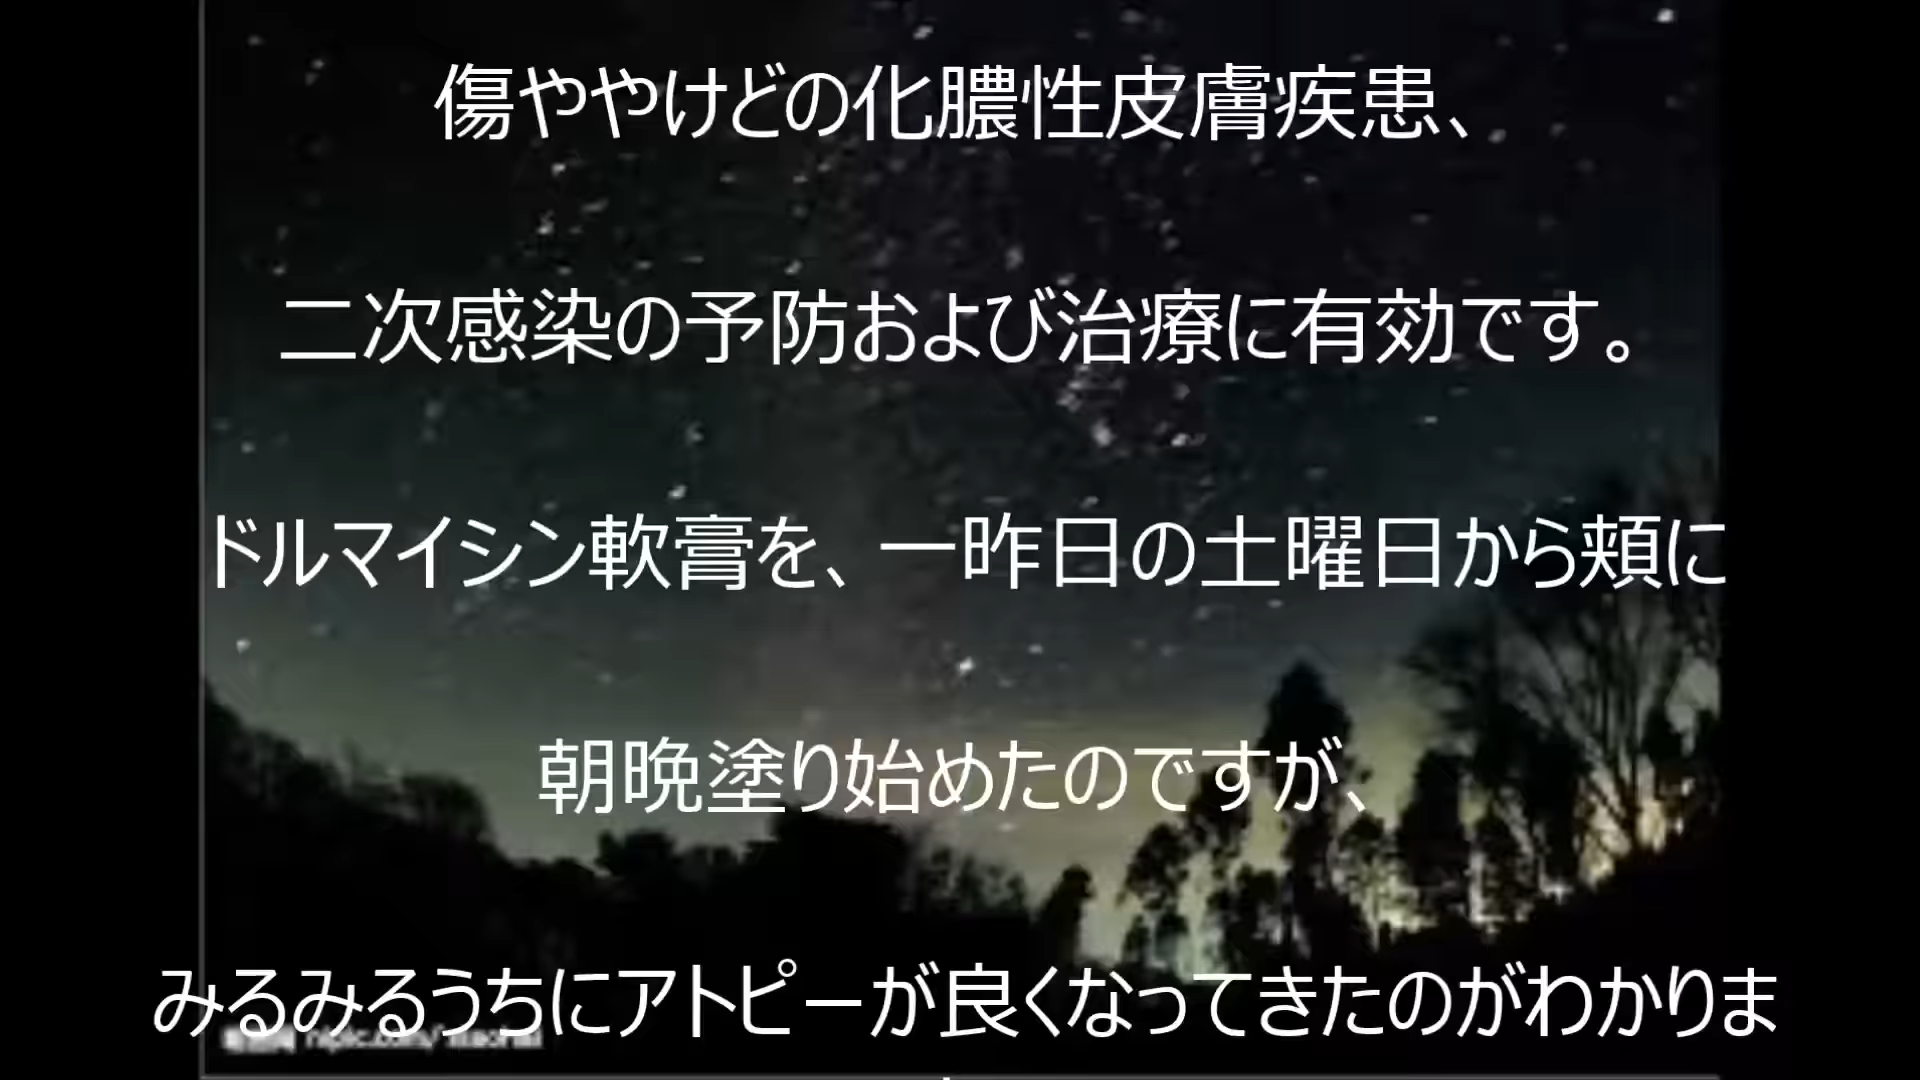 傷ややけどの化膿性皮膚疾患、
二次感染の予防および治療に有効です。
ドルマイシン軟膏を、一昨日の土曜日から頬に
朝晩塗り始めたのですが、
みるみるうちにアトピーが良くなってきたのがわかりま